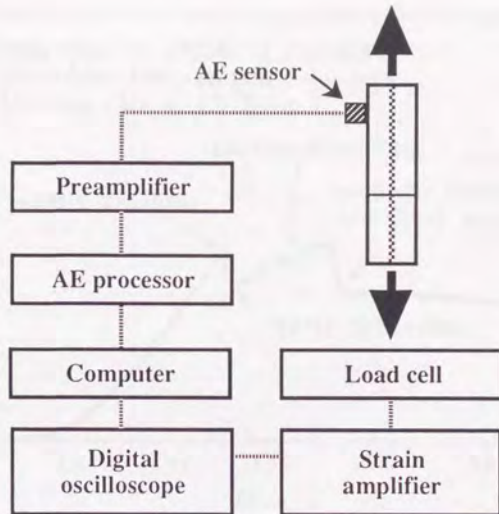 AE sensor
Preamplifier
AE processor
Computer
Load cell
Digital
oscilloscope
Strain
amplifier